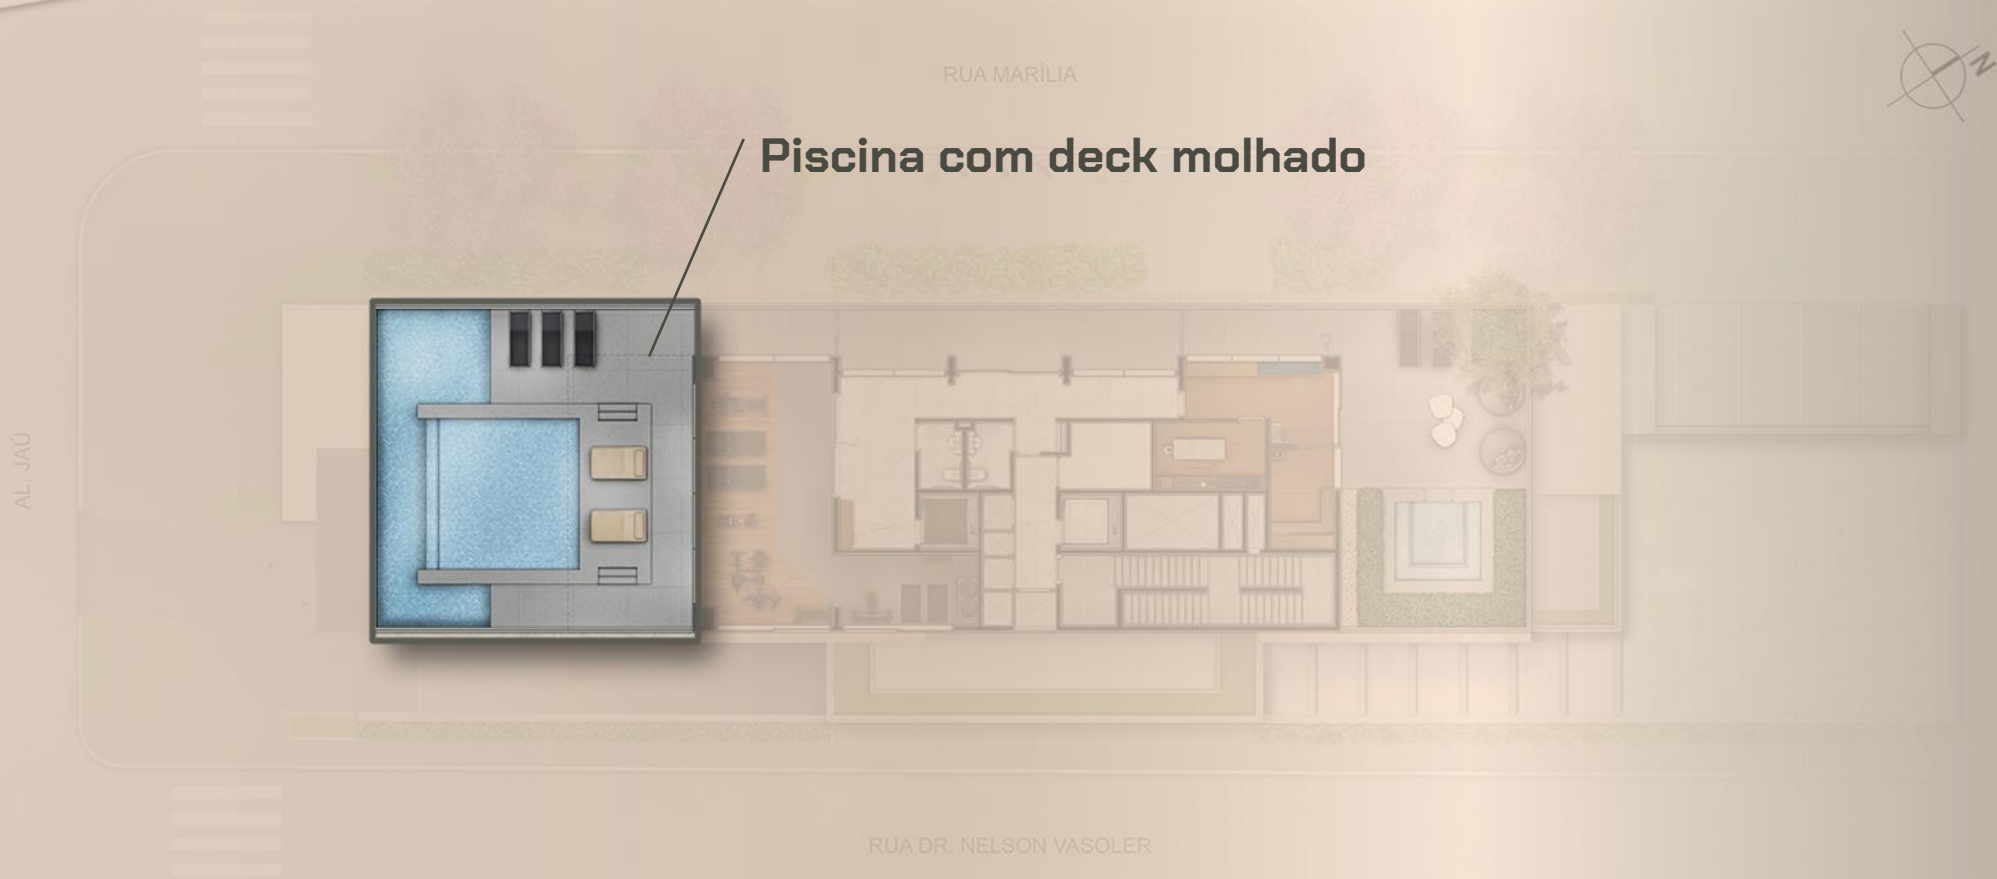 RUA MARÍLIA
N
Piscina com deck molhado
AL. JAÚ
RUA DR. NELSON VASOLER